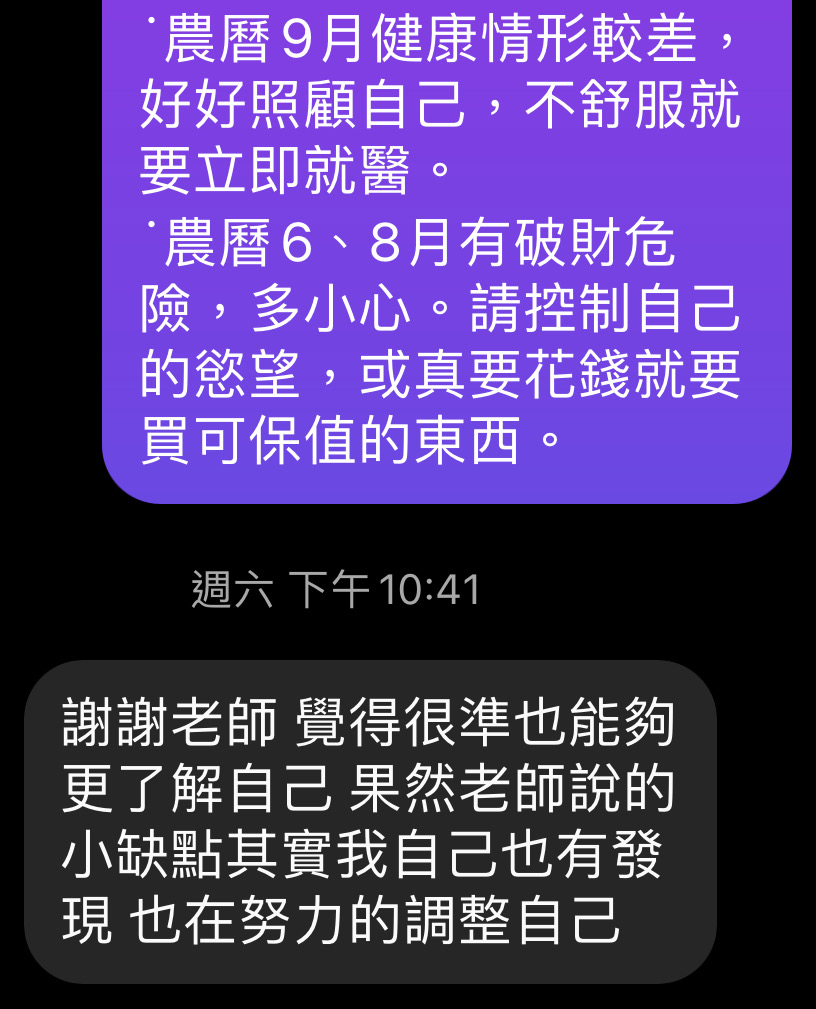 ˙農曆9月健康情形較差，
好好照顧自己，不舒服就
要立即就醫。
˙農曆6、8月有破財危
險，多小心。請控制自己
的慾望，或真要花錢就要
買可保值的東西。
週六 下午10:41
謝謝老師 覺得很準也能夠
更了解自己 果然老師說的
小缺點其實我自己也有發
現 也在努力的調整自己